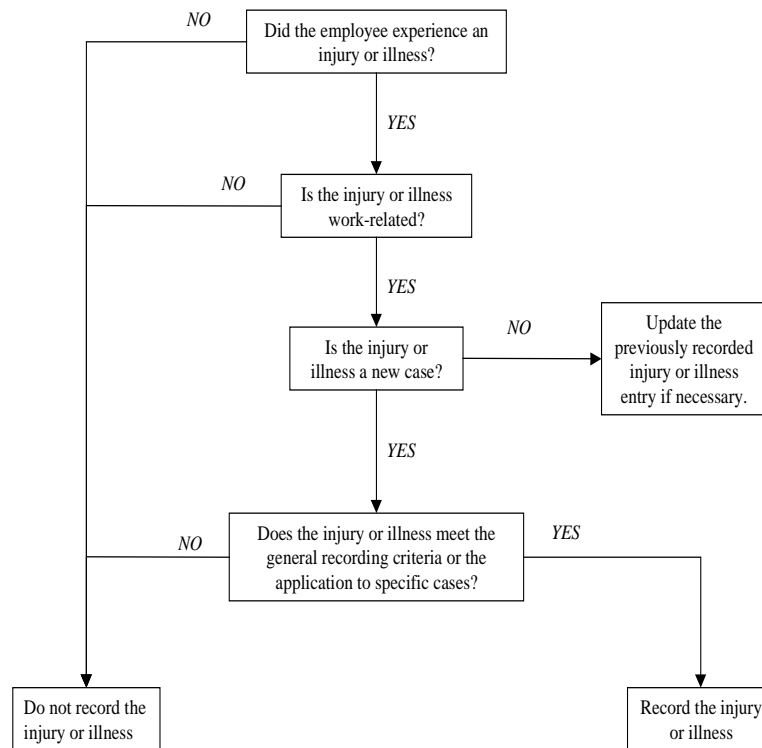 NO
Did the employee experience an
injury or illness?
YES
NO
Is the injury or illness
work-related?
YES
Is the injury or
illness a new case?
NO
Update the
previously recorded
injury or illness
entry if necessary.
YES
NO
Does the injury or illness meet the
general recording criteria or the
application to specific cases?
YES
Do not record the
injury or illness
Record the injury
or illness